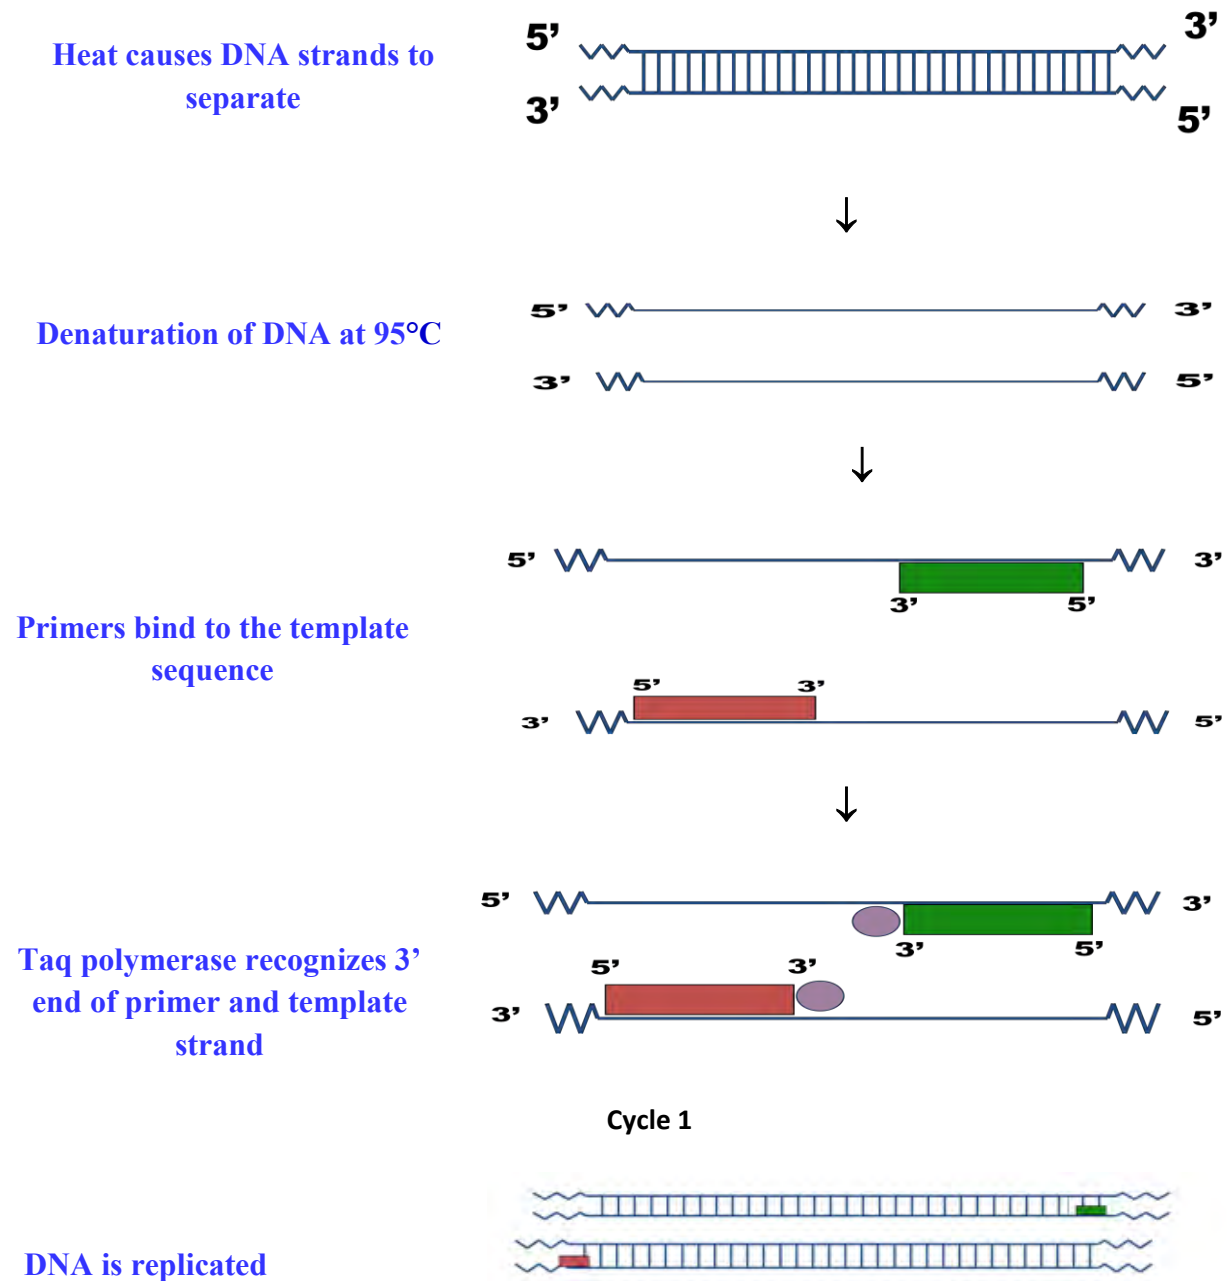 Heat causes DNA strands to
separate
5’ 3’
3’ 5’
↓
Denaturation of DNA at 95°C
5’ 3’
3’ 5’
↓
Primers bind to the template
sequence
5’ 3’
3’ 5’
5’ 3’
3’ 5’
↓
Taq polymerase recognizes 3’
end of primer and template
strand
5’ 3’
3’ 5’
5’ 3’
3’ 5’
Cycle 1
DNA is replicated